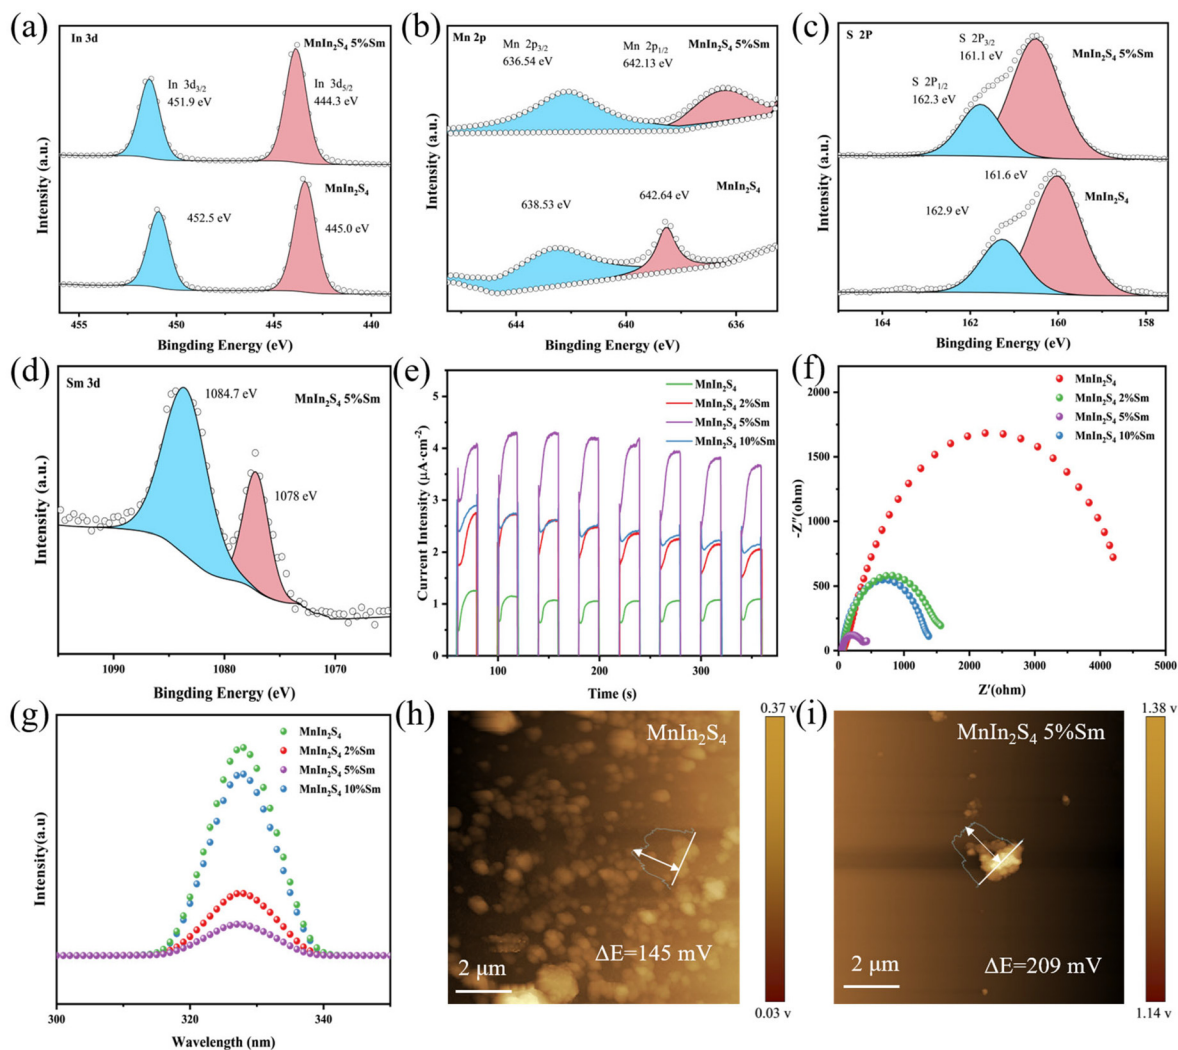 (a)
In 3d
MnIn₂S₄ 5%Sm
In 3d₃/₂
451.9 eV
In 3d₅/₂
444.3 eV
MnIn₂S₄
452.5 eV
445.0 eV
Intensity (a.u.)
455 450 445 440
Bingding Energy (eV)
(b)
Mn 2p
Mn 2p₃/₂
636.54 eV
Mn 2p₁/₂
642.13 eV
MnIn₂S₄ 5%Sm
638.53 eV
642.64 eV
MnIn₂S₄
Intensity (a.u.)
644 640 636
Bingding Energy (eV)
(c)
S 2P
S 2P₃/₂
161.1 eV
MnIn₂S₄ 5%Sm
S 2P₁/₂
162.3 eV
161.6 eV
MnIn₂S₄
162.9 eV
Intensity (a.u.)
164 162 160 158
Bingding Energy (eV)
(d)
Sm 3d
1084.7 eV
MnIn₂S₄ 5%Sm
1078 eV
Intensity (a.u.)
1090 1080 1070
Bingding Energy (eV)
(e)
MnIn₂S₄
MnIn₂S₄ 2%Sm
MnIn₂S₄ 5%Sm
MnIn₂S₄ 10%Sm
Current Intensity (μA·cm⁻²)
5
4
3
2
1
0
100 200 300
Time (s)
(f)
MnIn₂S₄
MnIn₂S₄ 2%Sm
MnIn₂S₄ 5%Sm
MnIn₂S₄ 10%Sm
-Z″(ohm)
2000
1500
1000
500
0
0 1000 2000 3000 4000 5000
Z′(ohm)
(g)
MnIn₂S₄
MnIn₂S₄ 2%Sm
MnIn₂S₄ 5%Sm
MnIn₂S₄ 10%Sm
Intensity(a.u)
300 320 340
Wavelength (nm)
(h)
MnIn₂S₄
2 μm
ΔE=145 mV
0.37 v
0.03 v
(i)
MnIn₂S₄ 5%Sm
2 μm
ΔE=209 mV
1.38 v
1.14 v